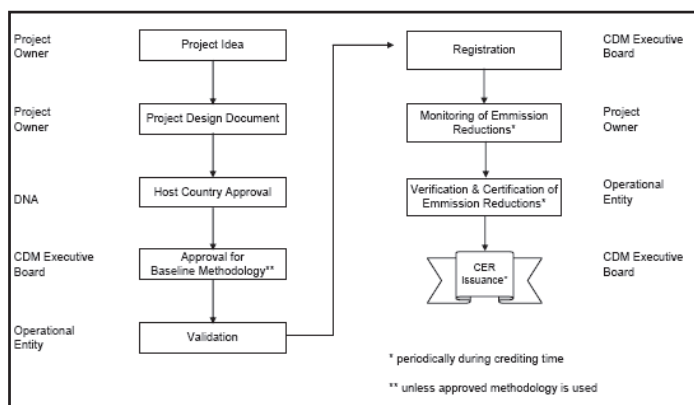 Project
Owner
Project Idea
Project
Owner
Project Design Document
DNA
Host Country Approval
CDM Executive
Board
Approval for
Baseline Methodology**
Operational
Entity
Validation
Registration
CDM Executive
Board
Monitoring of Emmission
Reductions*
Project
Owner
Verification & Certification of
Emmission Reductions*
Operational
Entity
CER
Issuance*
CDM Executive
Board
* periodically during crediting time
** unless approved methodology is used